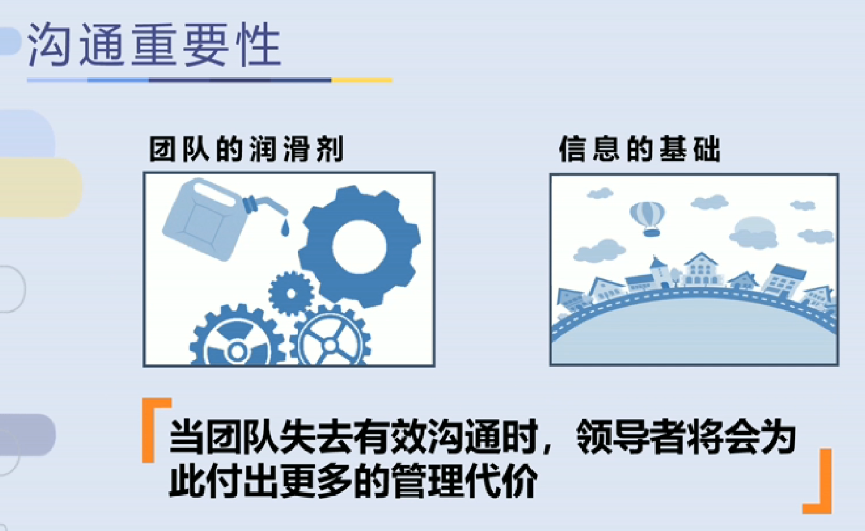 沟通重要性
团队的润滑剂
信息的基础
当团队失去有效沟通时，领导者将会为
此付出更多的管理代价